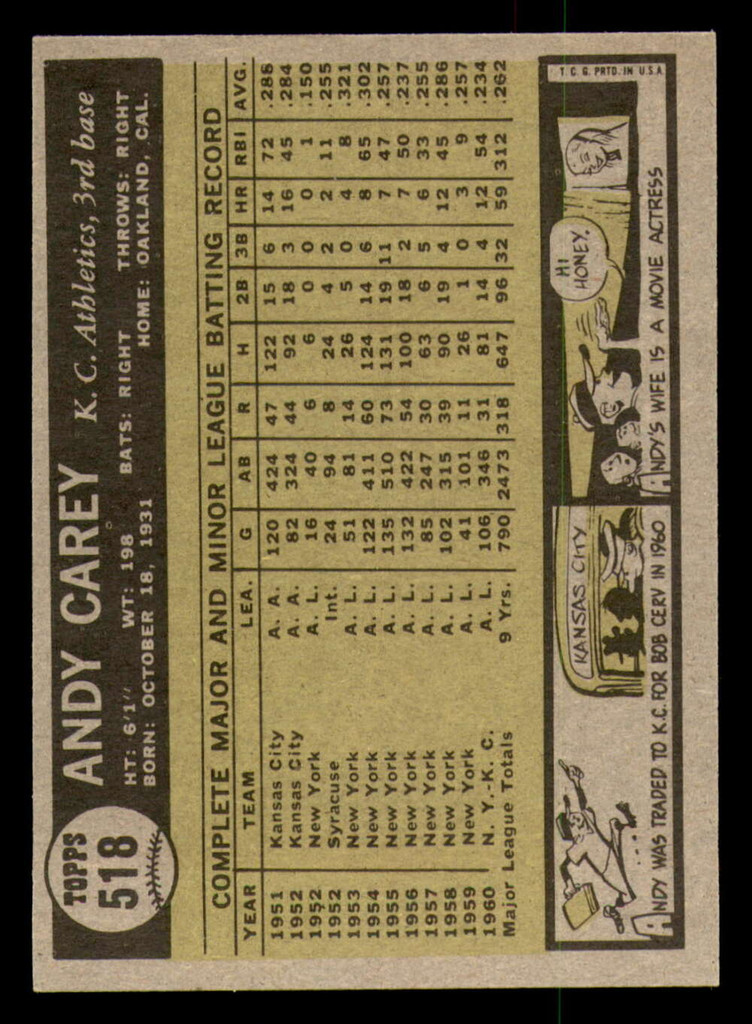 TOPPS
518
ANDY CAREY K. C. Athletics, 3rd base
HT: 6'1" WT: 198 BATS: RIGHT THROWS: RIGHT
BORN: OCTOBER 18, 1931 HOME: OAKLAND, CAL.
COMPLETE MAJOR AND MINOR LEAGUE BATTING RECORD
YEAR TEAM LEA. G AB R H 2B 3B HR RBI AVG.
1951 Kansas City A. A. 120 424 47 122 15 6 14 72 .288
1952 Kansas City A. A. 82 324 44 92 18 3 16 45 .284
1952 New York A. L. 16 40 6 6 0 0 0 1 .150
1952 Syracuse Int. 24 94 8 24 4 2 2 11 .255
1953 New York A. L. 51 81 14 26 5 0 4 8 .321
1954 New York A. L. 122 411 60 124 14 6 8 65 .302
1955 New York A. L. 135 510 73 131 19 11 7 47 .257
1956 New York A. L. 132 422 54 100 18 2 7 50 .237
1957 New York A. L. 85 247 30 63 6 5 6 33 .255
1958 New York A. L. 102 315 39 90 19 4 12 45 .286
1959 New York A. L. 41 101 11 26 1 0 3 9 .257
1960 N. Y.-K. C. A. L. 106 346 31 81 14 4 12 54 .234
Major League Totals 9 Yrs. 790 2473 318 647 96 32 59 312 .262
KANSAS CITY
ANDY WAS TRADED TO K.C. FOR BOB CERV IN 1960
HI HONEY.
ANDY'S WIFE IS A MOVIE ACTRESS
T. C. G. PRTD. IN U.S.A.